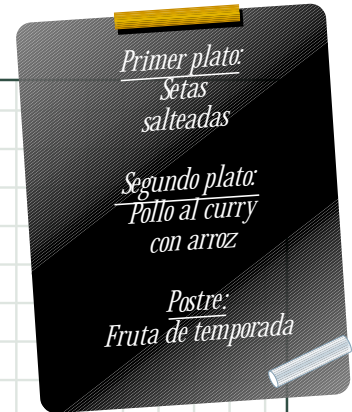 Primer plato:
Setas
salteadas
Segundo plato:
Pollo al curry
con arroz
Postre:
Fruta de temporada